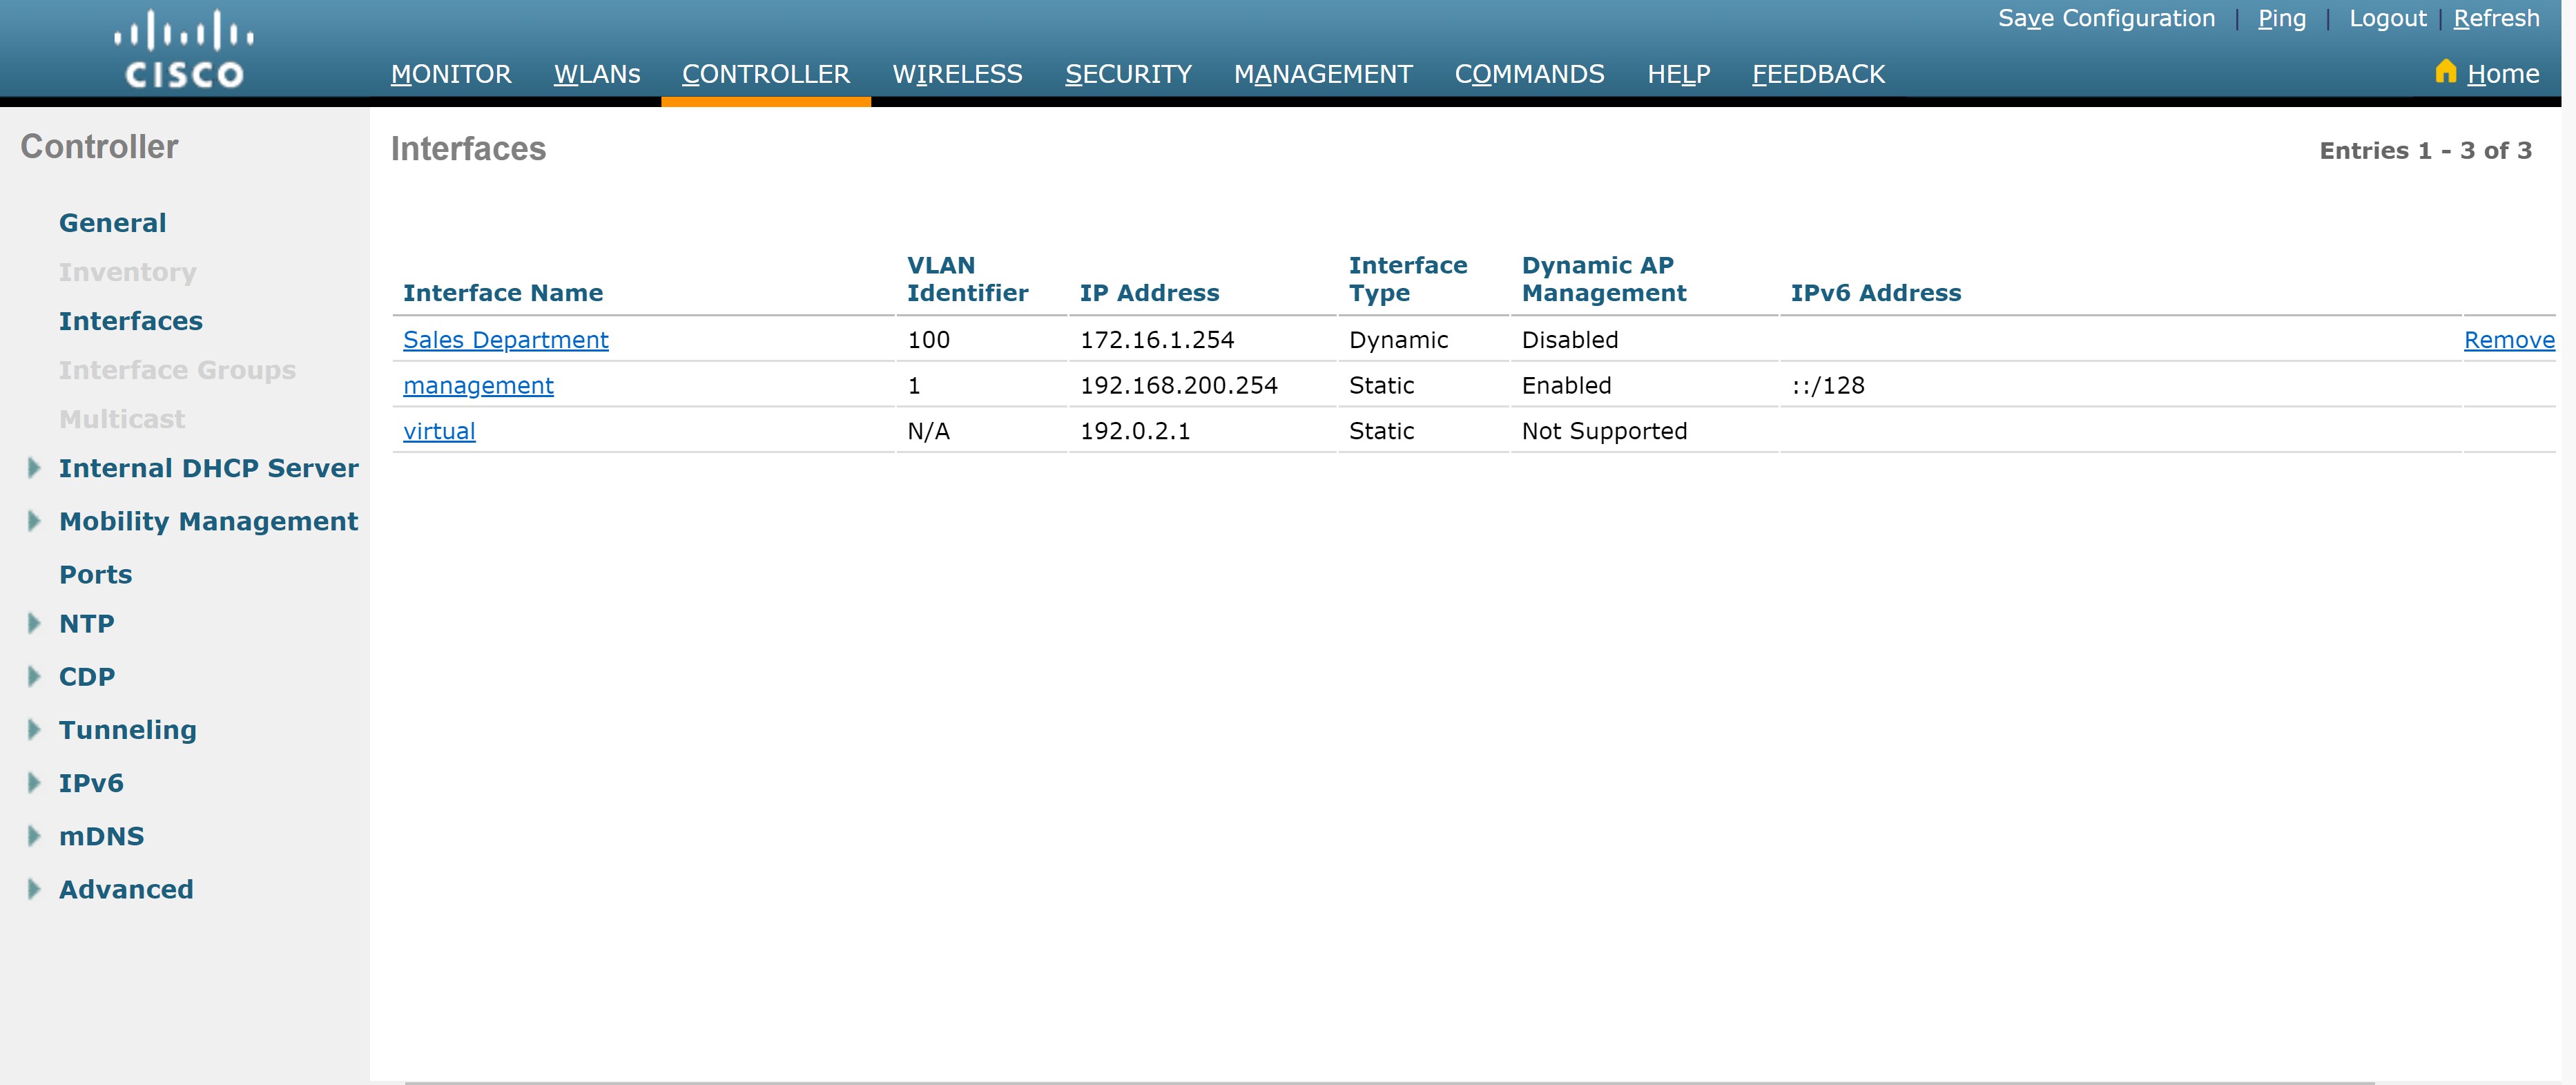 Save Configuration | Ping | Logout | Refresh
CISCO
MONITOR WLANs CONTROLLER WIRELESS SECURITY MANAGEMENT COMMANDS HELP FEEDBACK Home
Controller
General
Inventory
Interfaces
Interface Groups
Multicast
Internal DHCP Server
Mobility Management
Ports
NTP
CDP
Tunneling
IPv6
mDNS
Advanced
Interfaces
Entries 1 - 3 of 3
Interface Name VLAN Identifier IP Address Interface Type Dynamic AP Management IPv6 Address
Sales Department 100 172.16.1.254 Dynamic Disabled Remove
management 1 192.168.200.254 Static Enabled ::/128
virtual N/A 192.0.2.1 Static Not Supported